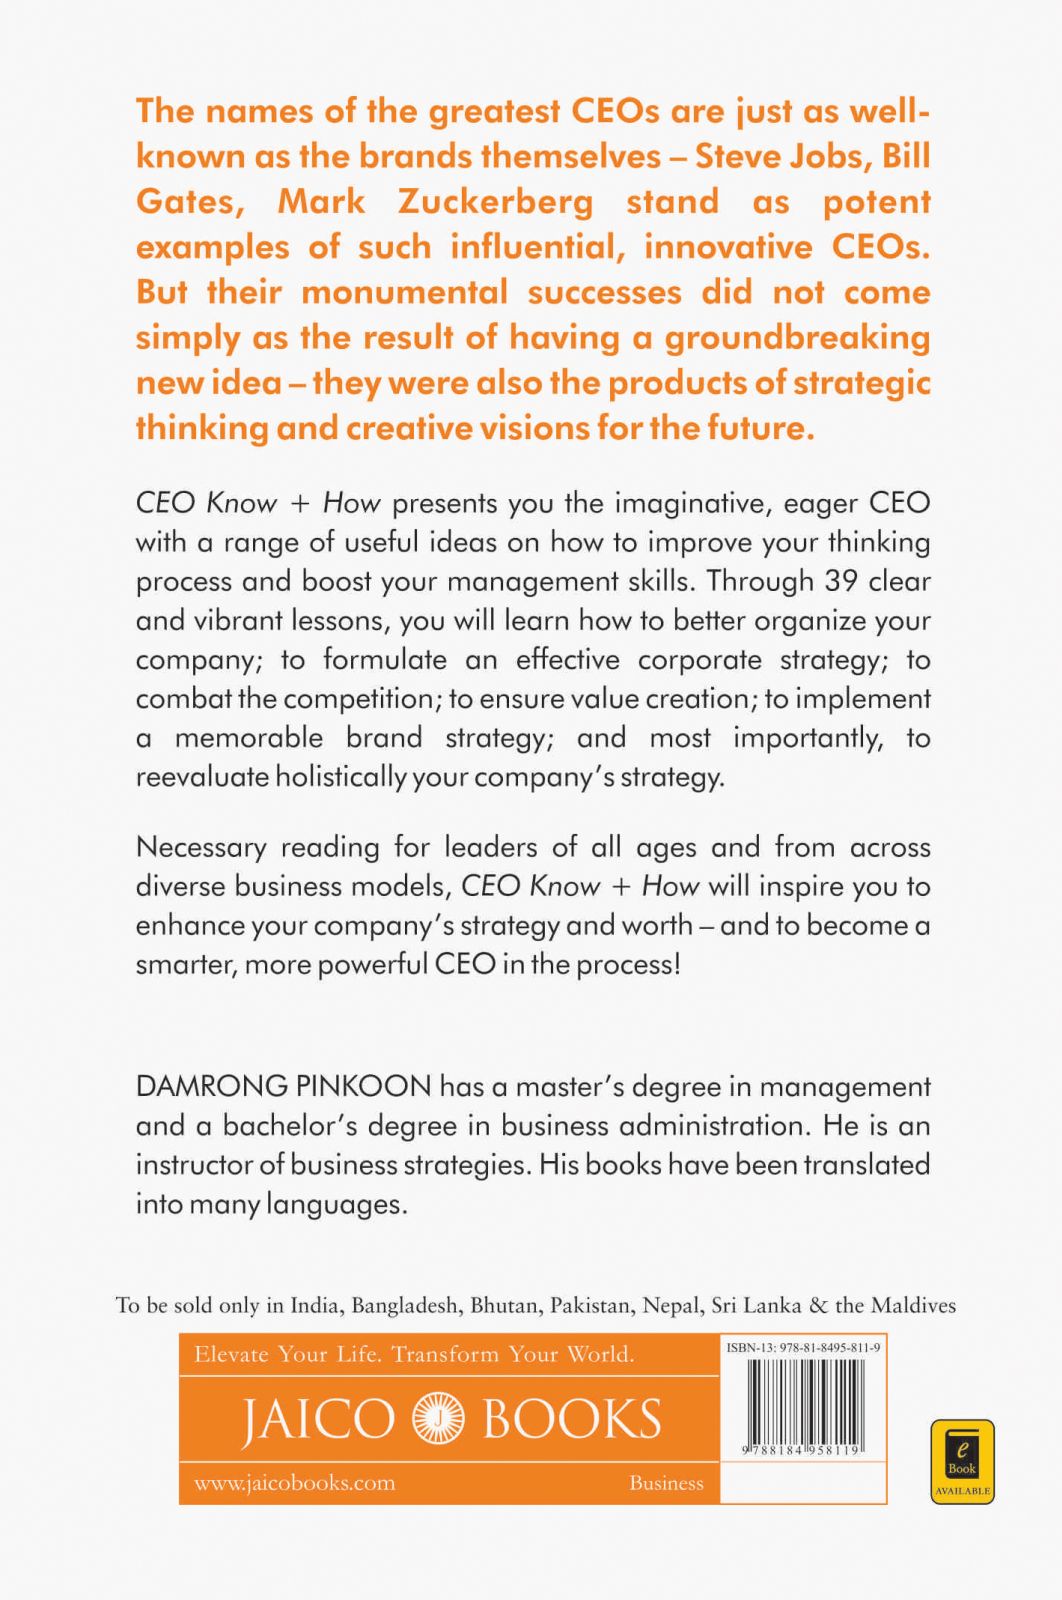 The names of the greatest CEOs are just as well-
known as the brands themselves – Steve Jobs, Bill
Gates, Mark Zuckerberg stand as potent
examples of such influential, innovative CEOs.
But their monumental successes did not come
simply as the result of having a groundbreaking
new idea – they were also the products of strategic
thinking and creative visions for the future.
CEO Know + How presents you the imaginative, eager CEO
with a range of useful ideas on how to improve your thinking
process and boost your management skills. Through 39 clear
and vibrant lessons, you will learn how to better organize your
company; to formulate an effective corporate strategy; to
combat the competition; to ensure value creation; to implement
a memorable brand strategy; and most importantly, to
reevaluate holistically your company’s strategy.
Necessary reading for leaders of all ages and from across
diverse business models, CEO Know + How will inspire you to
enhance your company’s strategy and worth – and to become a
smarter, more powerful CEO in the process!
DAMRONG PINKOON has a master’s degree in management
and a bachelor’s degree in business administration. He is an
instructor of business strategies. His books have been translated
into many languages.
To be sold only in India, Bangladesh, Bhutan, Pakistan, Nepal, Sri Lanka & the Maldives
Elevate Your Life. Transform Your World.
JAICO J BOOKS
www.jaicobooks.com Business
ISBN-13: 978-81-8495-811-9
9 788184 958119
e
Book
AVAILABLE